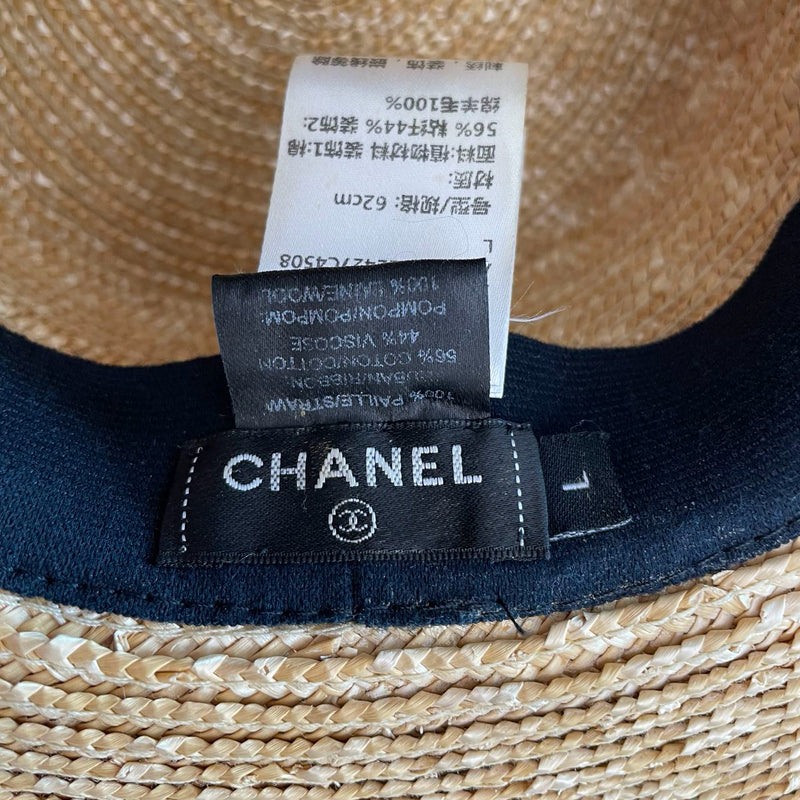 2427C4508
L
号型/规格: 62cm
材质:
面料:植物材料 装饰1:棉
56% 粘纤44% 装饰2:
绵羊毛100%
100% PAILLE/STRAW
RUBAN/RIBBON:
56% COTON/COTTON
44% VISCOSE
POMPON/POMPOM:
100% LAINE/WOOL
CHANEL
L